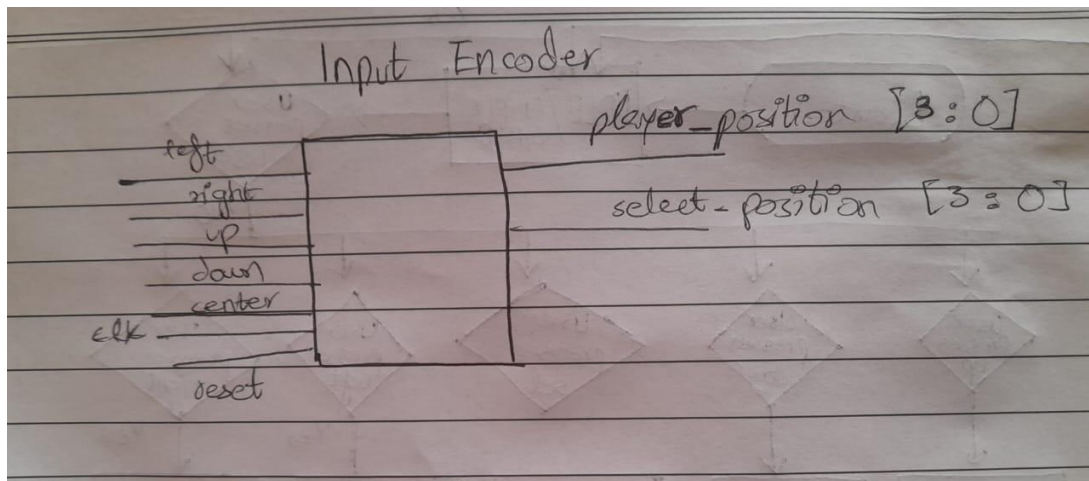 Input Encoder
player_position [3:0]
left
right
select_position [3:0]
up
down
center
clk
reset